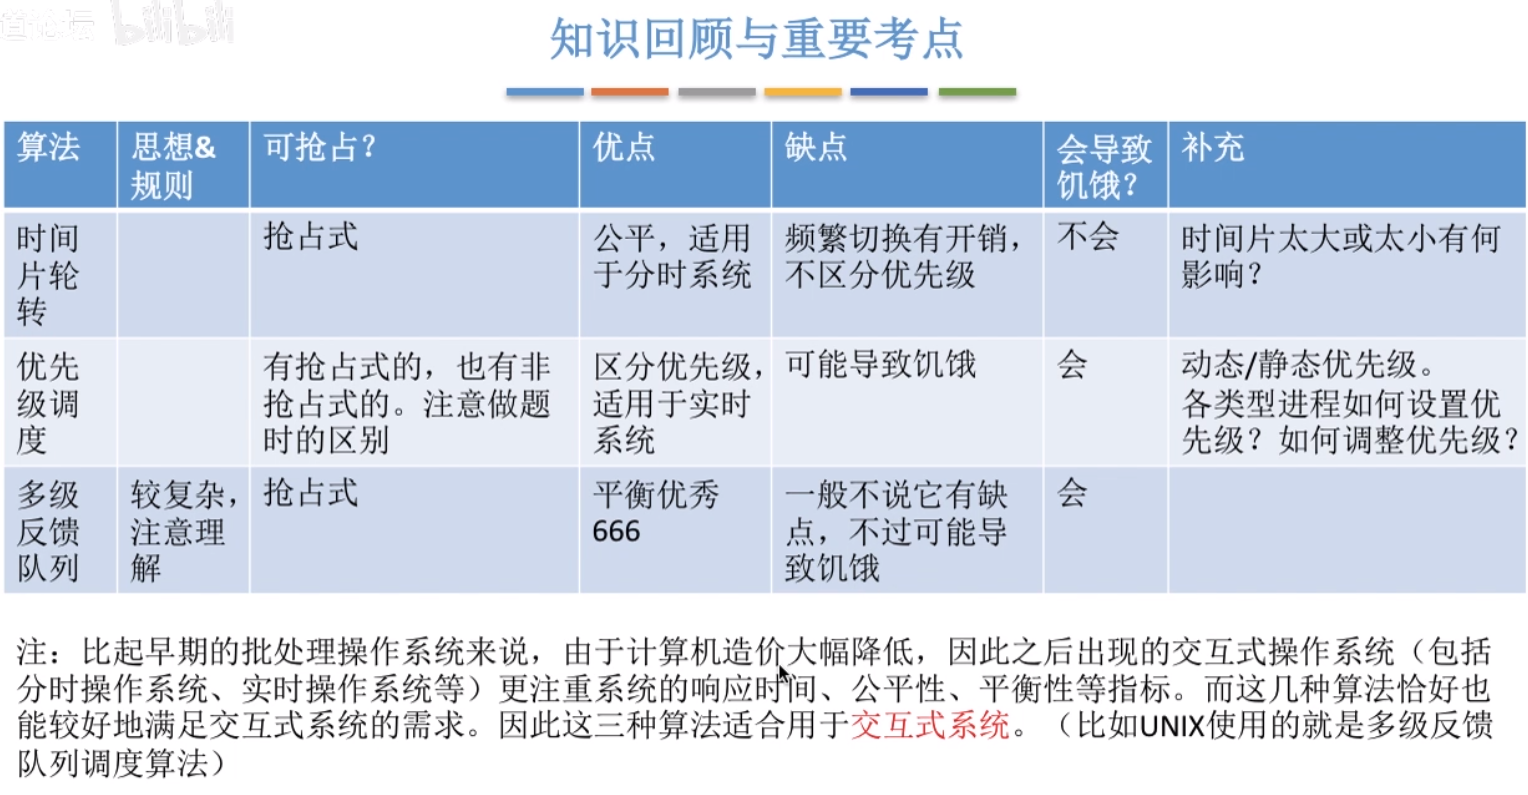 bilibili
知识回顾与重要考点
算法 思想& 可抢占？ 优点 缺点 会导致 补充
规则 饥饿？
时间 抢占式 公平，适用 频繁切换有开销， 不会 时间片太大或太小有何
片轮 于分时系统 不区分优先级 影响？
转
优先 有抢占式的，也有非 区分优先级， 可能导致饥饿 会 动态/静态优先级。
级调 抢占式的。注意做题 适用于实时 各类型进程如何设置优
度 时的区别 系统 先级？如何调整优先级？
多级 较复杂， 抢占式 平衡优秀 一般不说它有缺 会
反馈 注意理 666 点，不过可能导
队列 解 致饥饿
注：比起早期的批处理操作系统来说，由于计算机造价大幅降低，因此之后出现的交互式操作系统（包括
分时操作系统、实时操作系统等）更注重系统的响应时间、公平性、平衡性等指标。而这几种算法恰好也
能较好地满足交互式系统的需求。因此这三种算法适合用于交互式系统。（比如UNIX使用的就是多级反馈
队列调度算法）